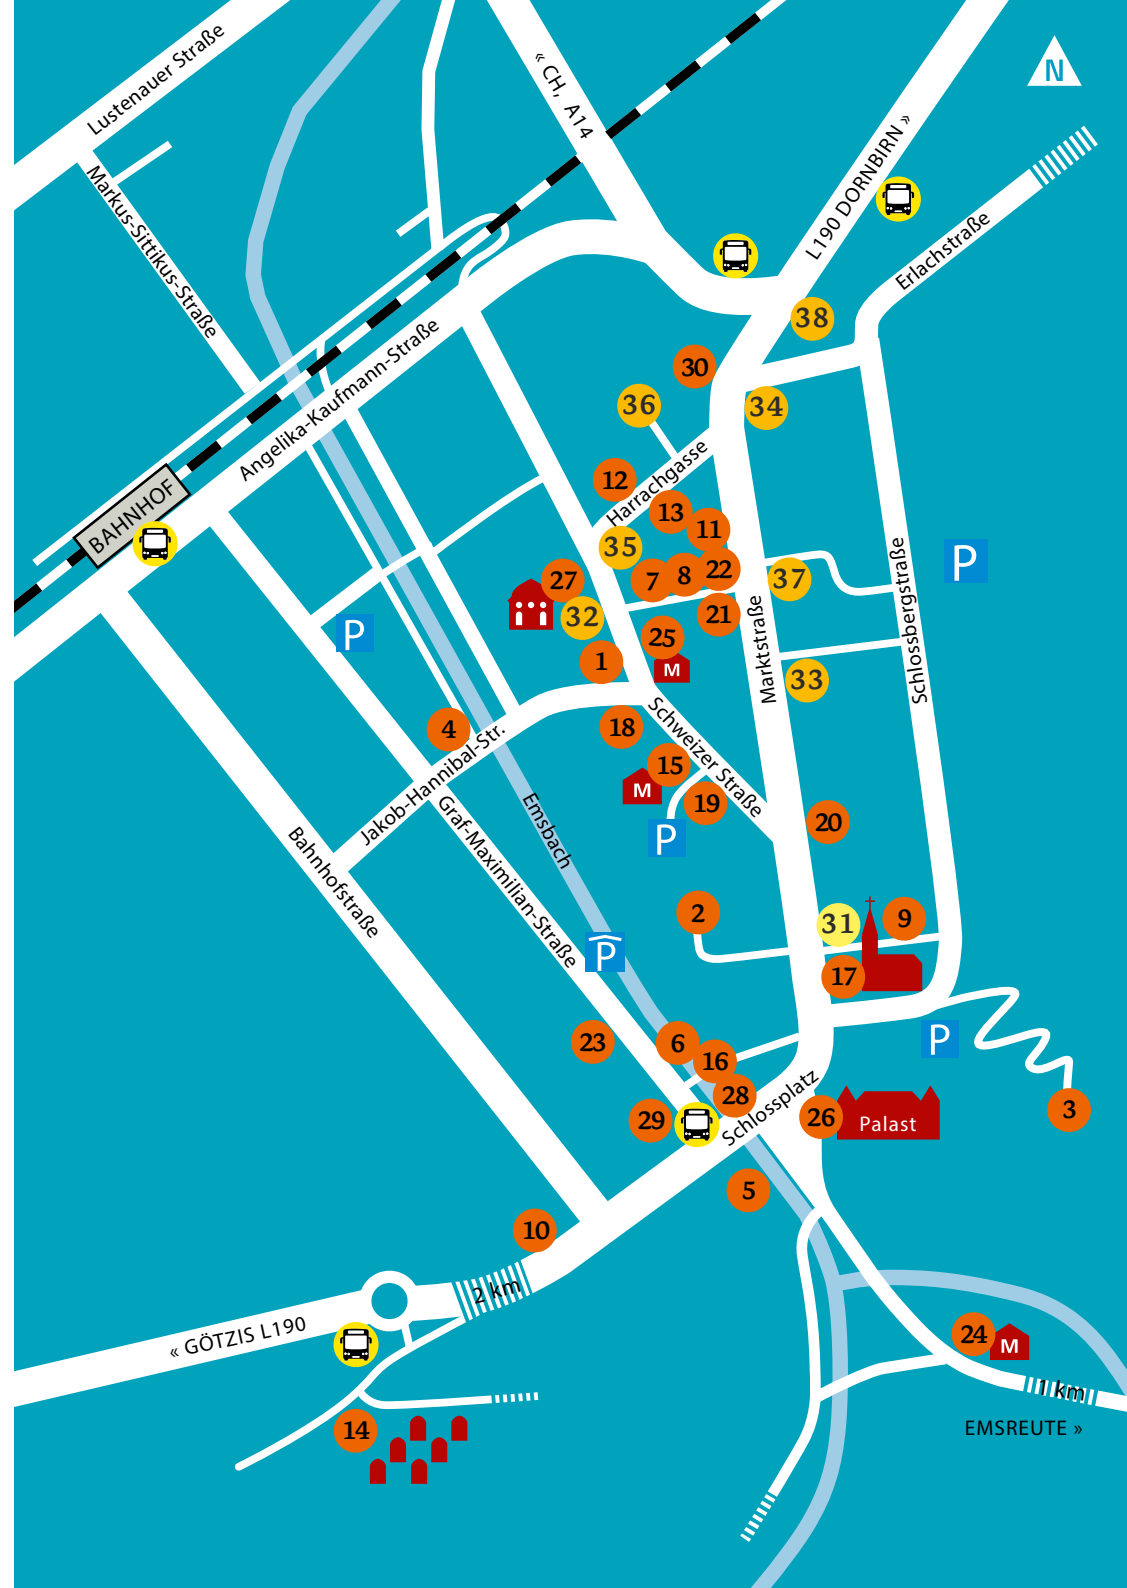 Lustenauer Straße
« CH, A14
N
L190 DORNBIRN »
Markus-Sittikus-Straße
Erlachstraße
38
Angelika-Kaufmann-Straße
30
36
34
BAHNHOF
12
Harrachgasse
13
11
35
22
8
7
27
37
32
21
P
P
25
1
M
Marktstraße
33
Schlossbergstraße
4
18
Schweizer Straße
Jakob-Hannibal-Str.
15
M
19
20
P
Emsbach
Graf-Maximilian-Straße
Bahnhofstraße
2
31
9
P
17
23
6
16
P
28
Schlossplatz
3
29
26
Palast
5
10
2 km
« GÖTZIS L190
24
M
1 km
14
EMSREUTE »